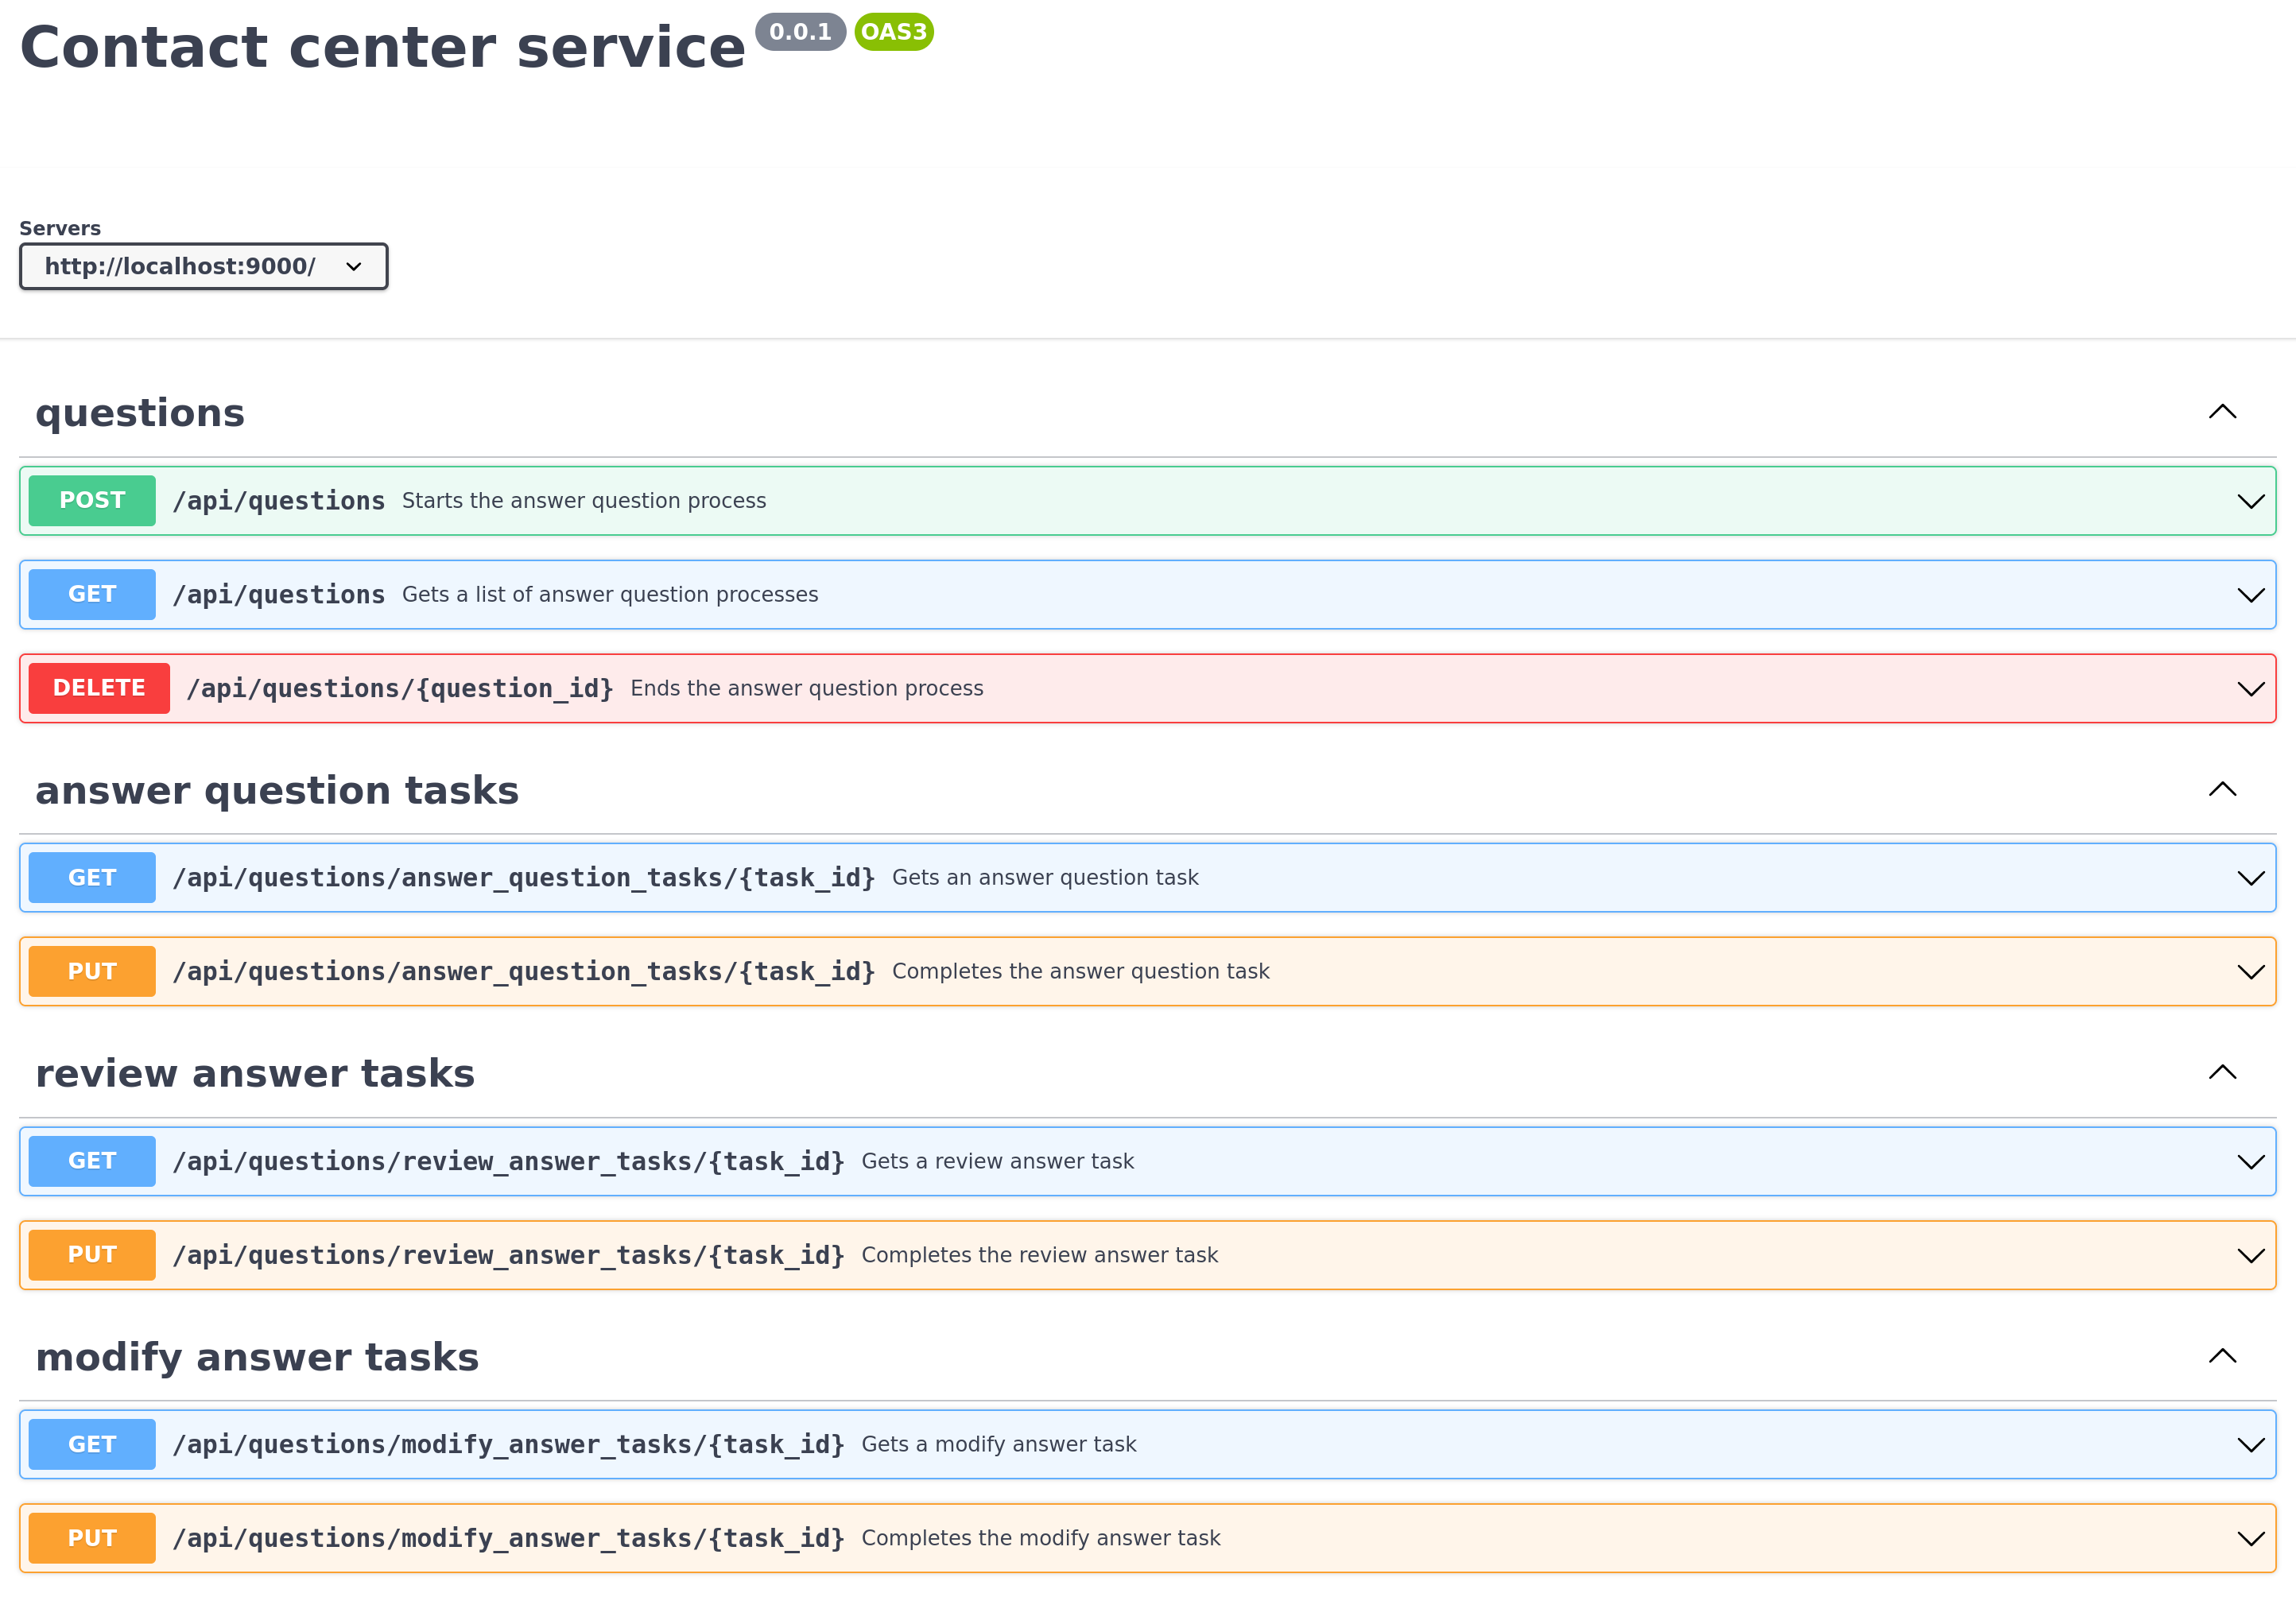 Contact center service 0.0.1 OAS3
Servers
http://localhost:9000/
questions
POST /api/questions Starts the answer question process
GET /api/questions Gets a list of answer question processes
DELETE /api/questions/{question_id} Ends the answer question process
answer question tasks
GET /api/questions/answer_question_tasks/{task_id} Gets an answer question task
PUT /api/questions/answer_question_tasks/{task_id} Completes the answer question task
review answer tasks
GET /api/questions/review_answer_tasks/{task_id} Gets a review answer task
PUT /api/questions/review_answer_tasks/{task_id} Completes the review answer task
modify answer tasks
GET /api/questions/modify_answer_tasks/{task_id} Gets a modify answer task
PUT /api/questions/modify_answer_tasks/{task_id} Completes the modify answer task